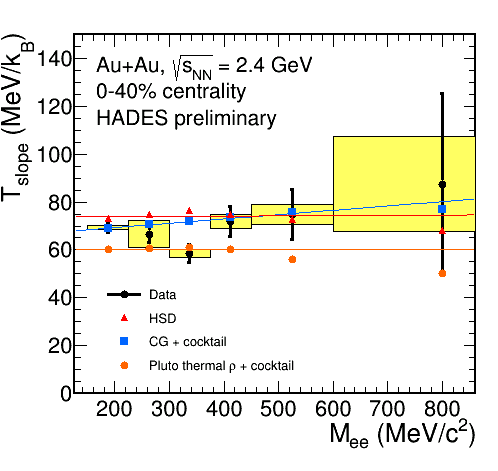 T_slope (MeV/k_B)
140
120
100
80
60
40
20
0
Au+Au, √s_NN = 2.4 GeV
0-40% centrality
HADES preliminary
Data
HSD
CG + cocktail
Pluto thermal ρ + cocktail
200 300 400 500 600 700 800
M_ee (MeV/c²)